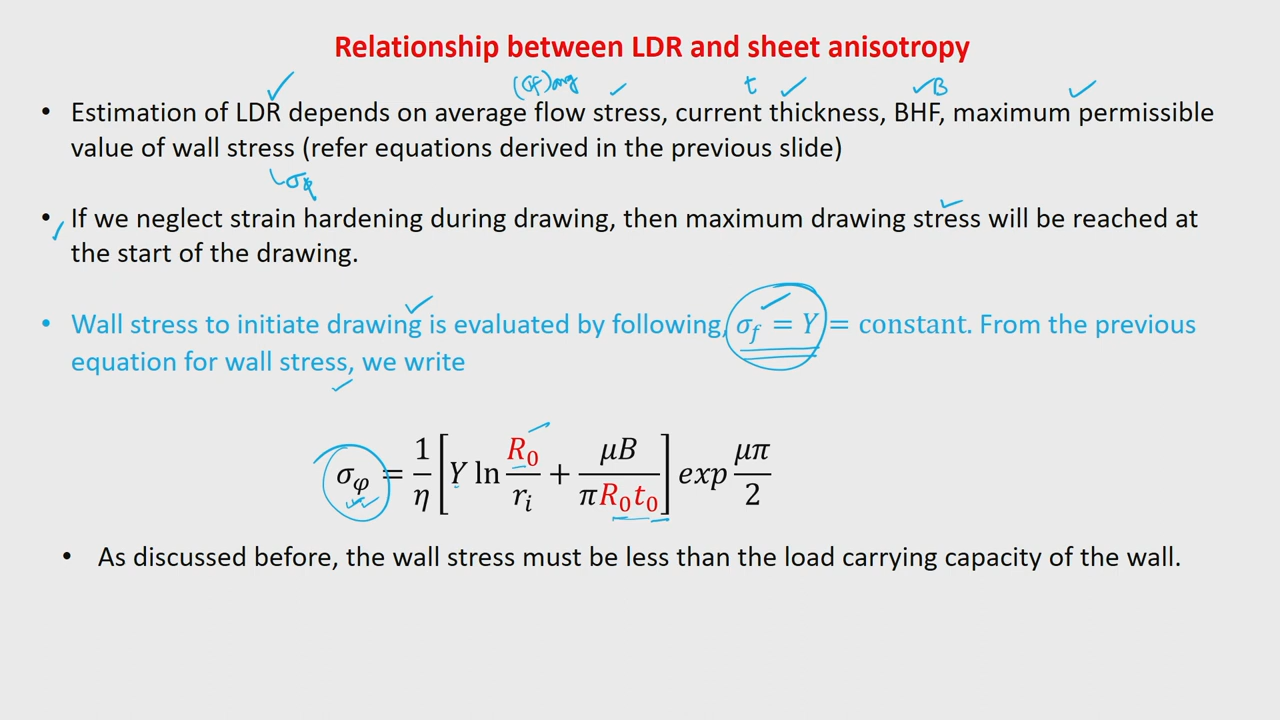 Relationship between LDR and sheet anisotropy
(σf)avg t B
• Estimation of LDR depends on average flow stress, current thickness, BHF, maximum permissible
value of wall stress (refer equations derived in the previous slide)
σφ
• If we neglect strain hardening during drawing, then maximum drawing stress will be reached at
the start of the drawing.
• Wall stress to initiate drawing is evaluated by following, σ_f = Y = constant. From the previous
equation for wall stress, we write
σ_φ = 1/η [Y ln R_0/r_i + μB/πR_0t_0] exp μπ/2
• As discussed before, the wall stress must be less than the load carrying capacity of the wall.